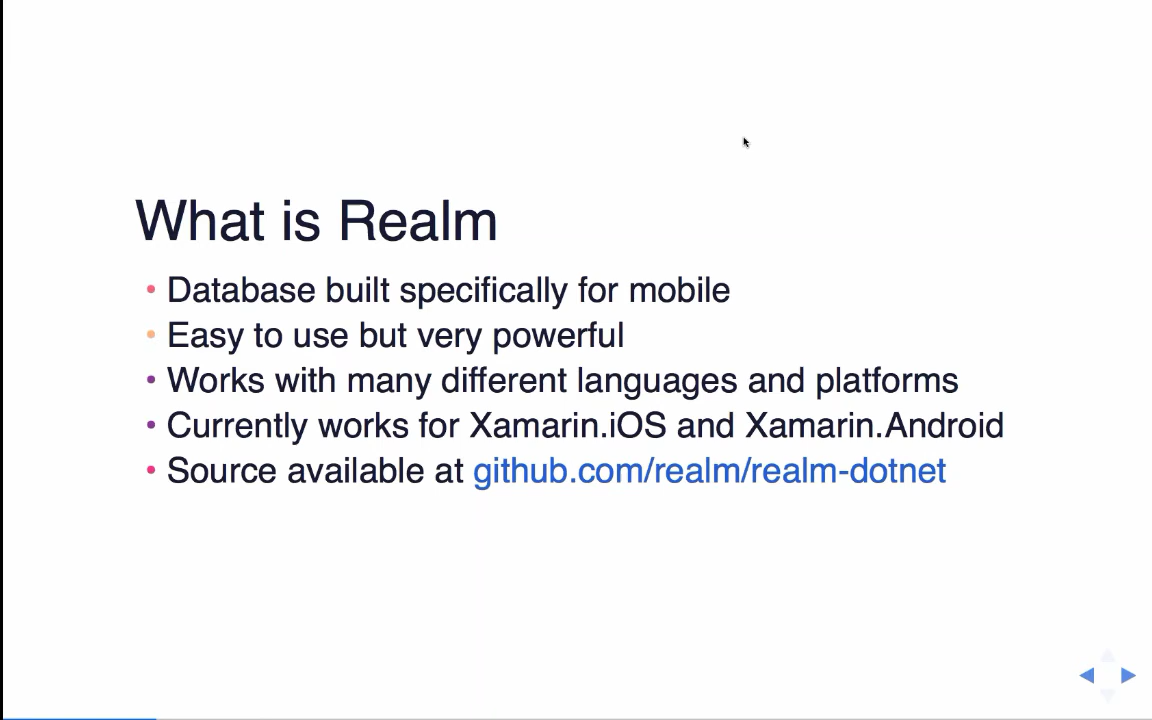 What is Realm
• Database built specifically for mobile
• Easy to use but very powerful
• Works with many different languages and platforms
• Currently works for Xamarin.iOS and Xamarin.Android
• Source available at github.com/realm/realm-dotnet